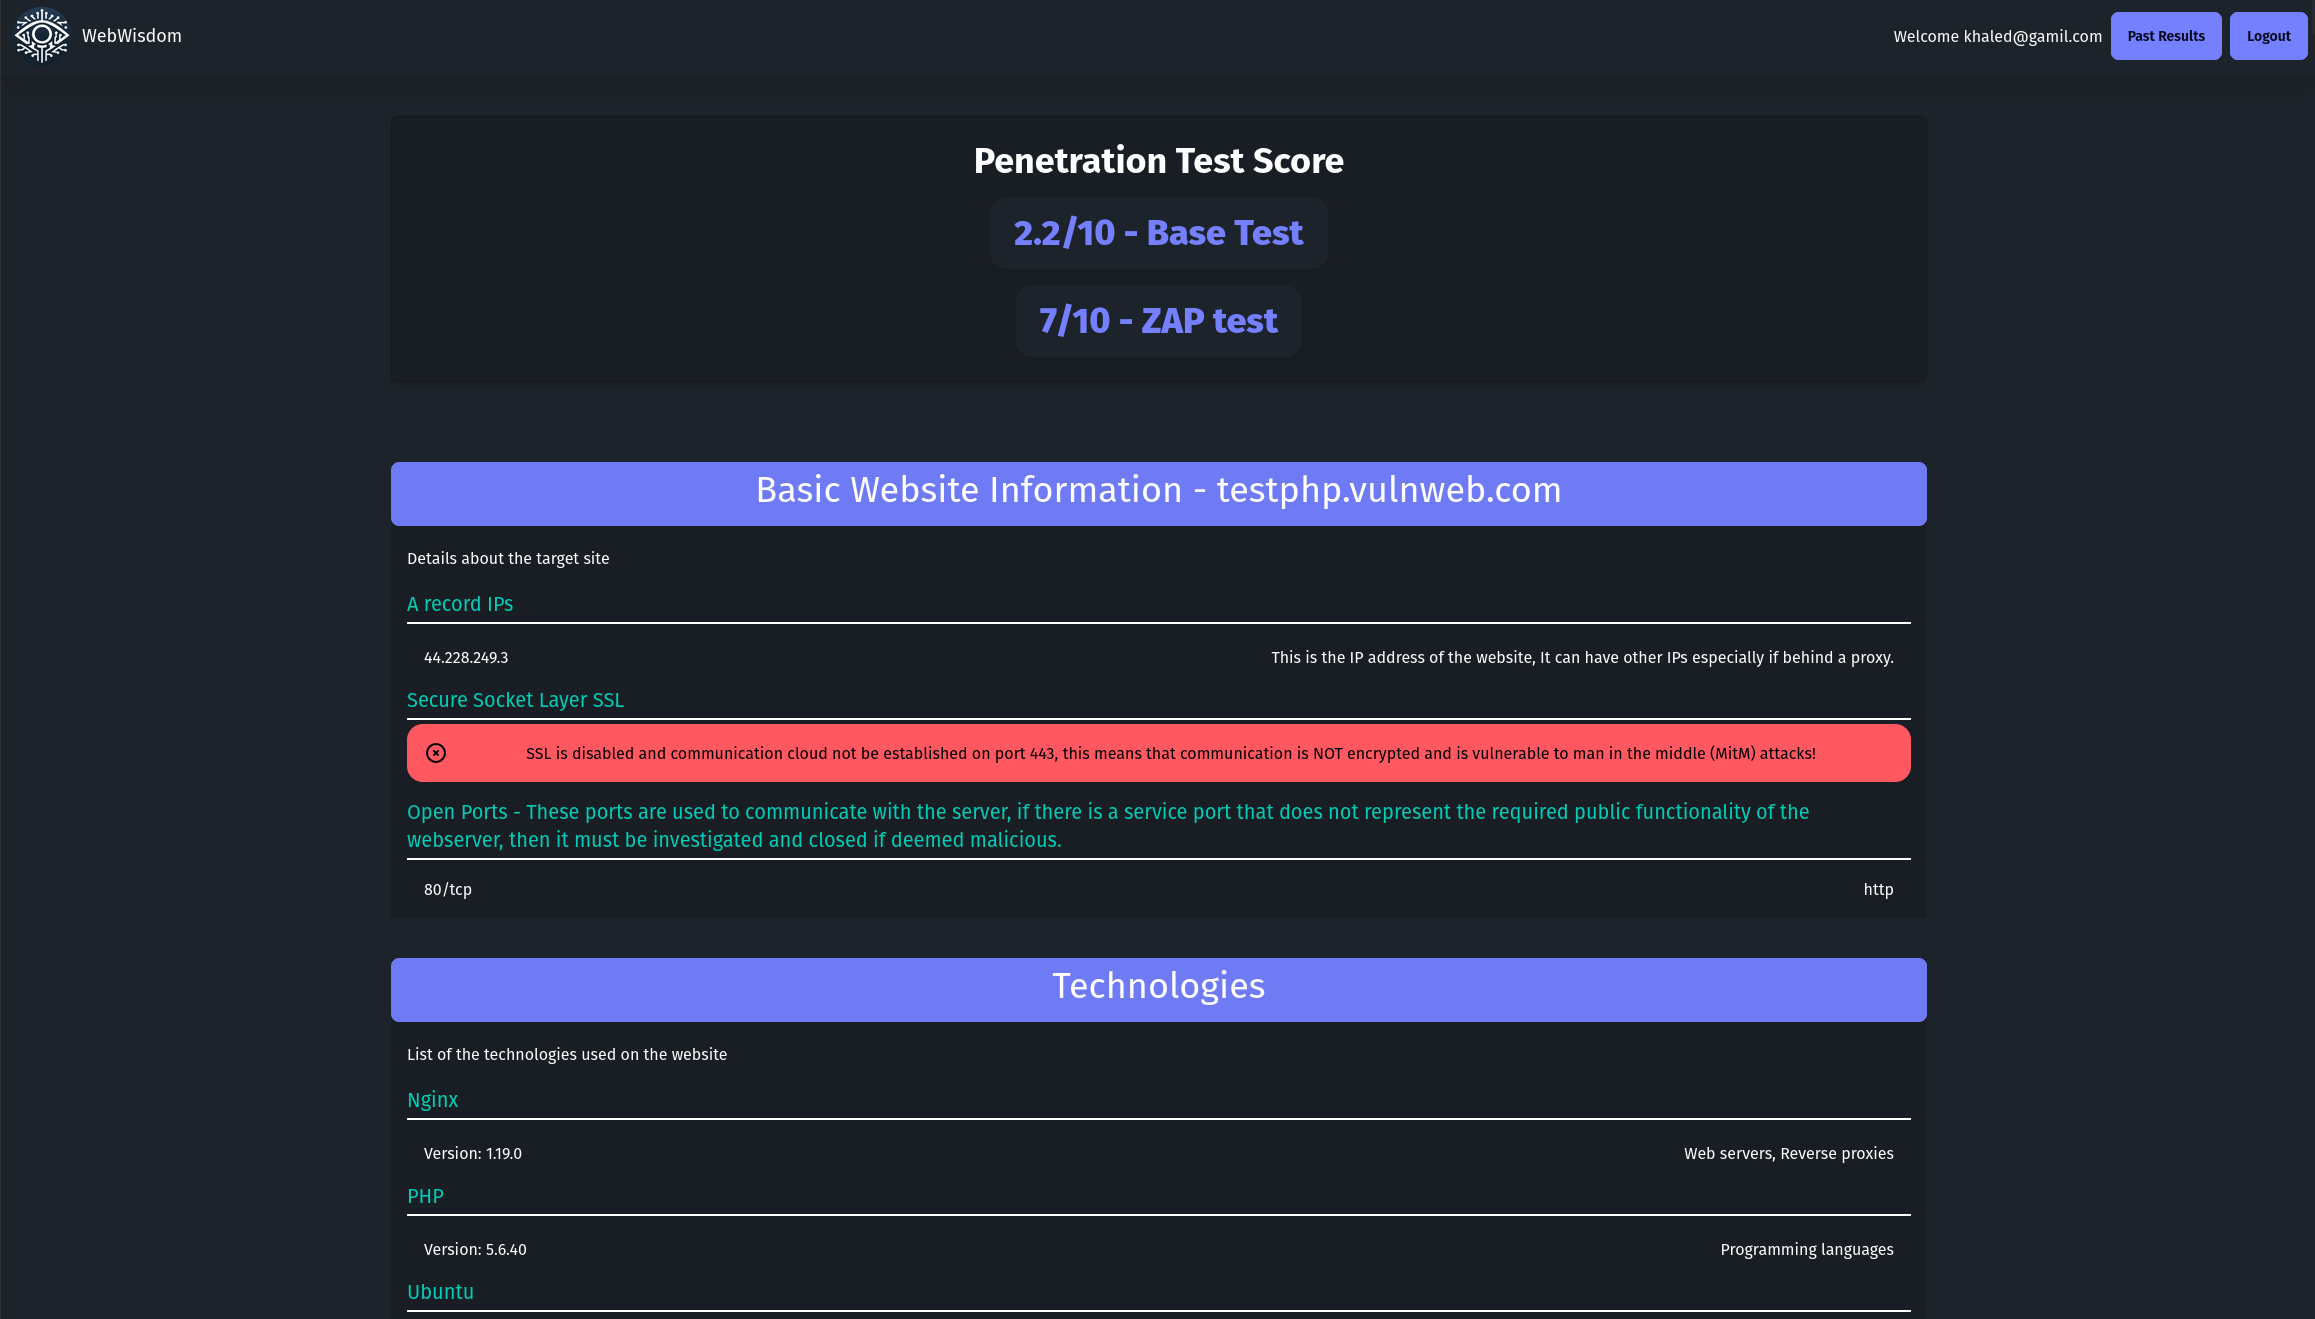 WebWisdom
Welcome khaled@gamil.com
Past Results
Logout
Penetration Test Score
2.2/10 - Base Test
7/10 - ZAP test
Basic Website Information - testphp.vulnweb.com
Details about the target site
A record IPs
44.228.249.3
This is the IP address of the website, It can have other IPs especially if behind a proxy.
Secure Socket Layer SSL
SSL is disabled and communication cloud not be established on port 443, this means that communication is NOT encrypted and is vulnerable to man in the middle (MitM) attacks!
Open Ports - These ports are used to communicate with the server, if there is a service port that does not represent the required public functionality of the
webserver, then it must be investigated and closed if deemed malicious.
80/tcp
http
Technologies
List of the technologies used on the website
Nginx
Version: 1.19.0
Web servers, Reverse proxies
PHP
Version: 5.6.40
Programming languages
Ubuntu